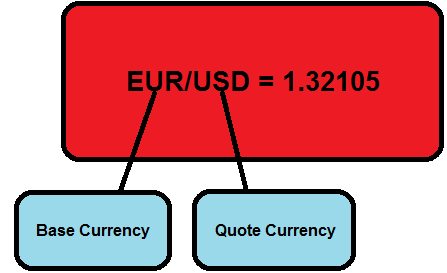 EUR/USD = 1.32105
Base Currency
Quote Currency